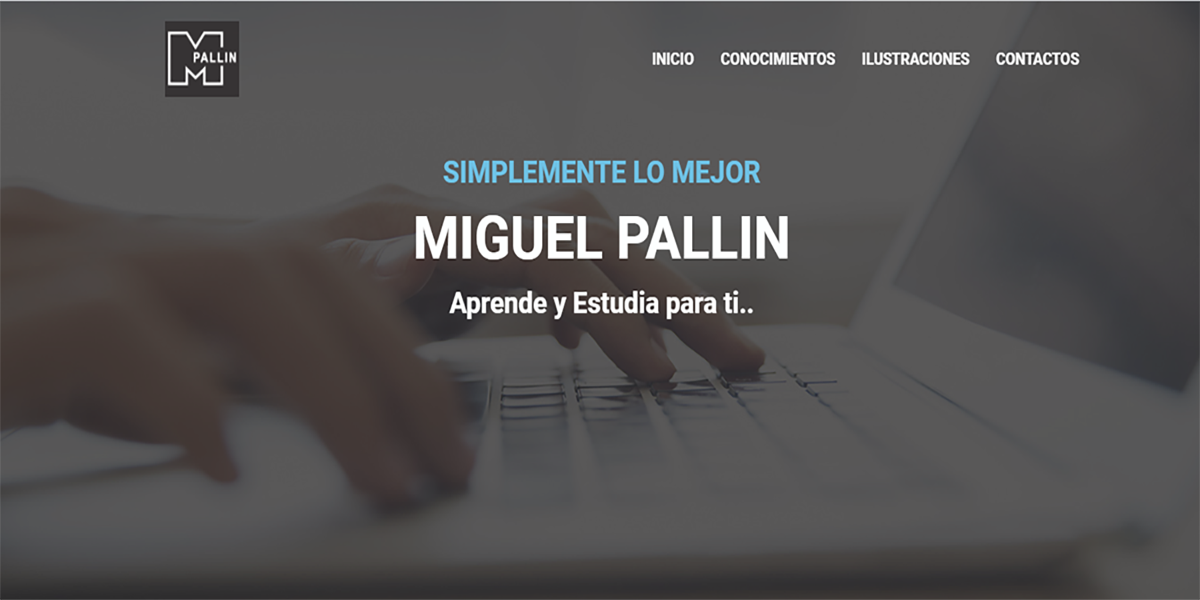 PALLIN
INICIO CONOCIMIENTOS ILUSTRACIONES CONTACTOS
SIMPLEMENTE LO MEJOR
MIGUEL PALLIN
Aprende y Estudia para ti..